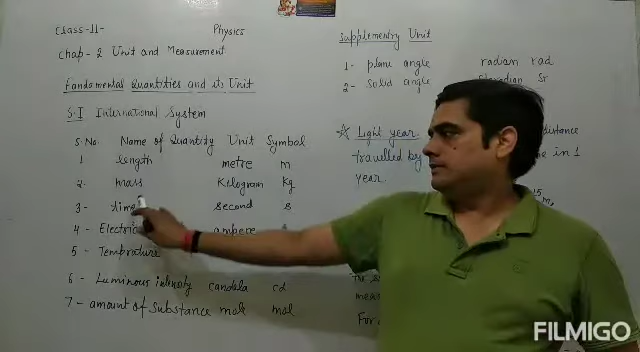 Class-11- Physics
Chap-2 Unit and Measurement
Fundamental Quantities and its Unit
S.I International System
S.No. Name of Quantity Unit Symbol
1 length metre m
2. mass Kilogram Kg
3- time second s
4- Electric ampere
5- Temprature
6- Luminous intensity candela cd
7- amount of Substance mole mol
Supplementry Unit
1- plane angle radian rad
2- Solid angle Steradian Sr
☆ Light year. distance
travelled by in 1
year.
15
m
For
FILMIGO